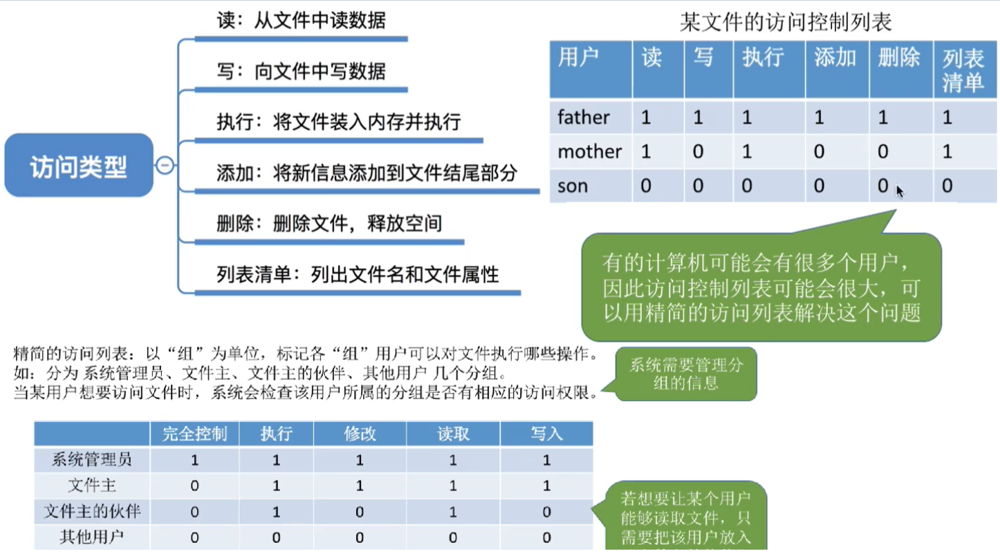 读：从文件中读数据
写：向文件中写数据
执行：将文件装入内存并执行
访问类型
添加：将新信息添加到文件结尾部分
删除：删除文件，释放空间
列表清单：列出文件名和文件属性
某文件的访问控制列表
用户 读 写 执行 添加 删除 列表清单
father 1 1 1 1 1 1
mother 1 0 1 0 0 1
son 0 0 0 0 0 0
有的计算机可能会有很多个用户，
因此访问控制列表可能会很大，可
以用精简的访问列表解决这个问题
精简的访问列表：以“组”为单位，标记各“组”用户可以对文件执行哪些操作。
如：分为 系统管理员、文件主、文件主的伙伴、其他用户 几个分组。
当某用户想要访问文件时，系统会检查该用户所属的分组是否有相应的访问权限。
系统需要管理分
组的信息
完全控制 执行 修改 读取 写入
系统管理员 1 1 1 1 1
文件主 0 1 1 1 1
文件主的伙伴 0 1 0 1 0
其他用户 0 0 0 0 0
若想要让某个用户
能够读取文件，只
需要把该用户放入